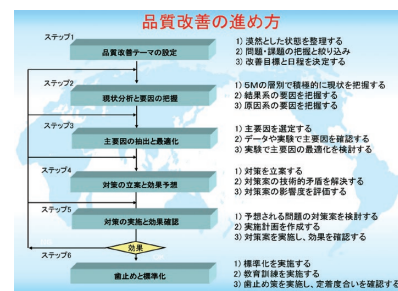 品質改善の進め方
ステップ1
品質改善テーマの設定
1) 漠然とした状態を整理する
2) 問題・課題の把握と絞り込み
3) 改善目標と日程を決定する
ステップ2
現状分析と要因の把握
1) 5Mの層別で積極的に現状を把握する
2) 結果系の要因を把握する
3) 原因系の要因を把握する
ステップ3
主要因の抽出と最適化
1) 主要因を選定する
2) データや実験で主要因を確認する
3) 実験で主要因の最適化を検討する
ステップ4
対策の立案と効果予想
1) 対策を立案する
2) 対策案の技術的矛盾を解決する
3) 対策案の影響度を評価する
ステップ5
対策の実施と効果確認
1) 予想される問題の対策案を検討する
2) 実施計画を作成する
3) 対策案を実施し、効果を確認する
効果
ステップ6
歯止めと標準化
1) 標準化を実施する
2) 教育訓練を実施する
3) 歯止め策を実施し、定着度合いを確認する